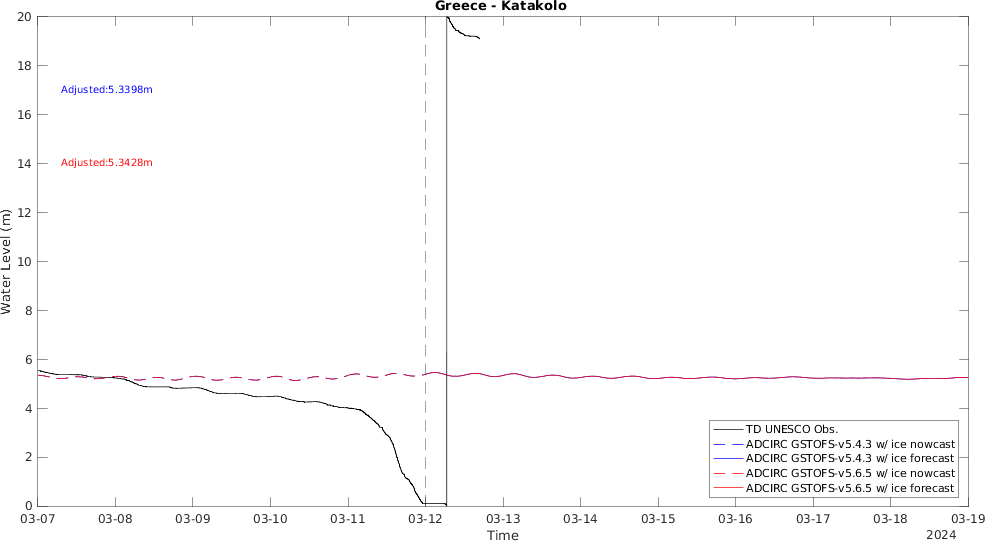 Greece - Katakolo
Water Level (m)
20
18
16
14
12
10
8
6
4
2
0
Adjusted:5.3398m
Adjusted:5.3428m
TD UNESCO Obs.
ADCIRC GSTOFS-v5.4.3 w/ ice nowcast
ADCIRC GSTOFS-v5.4.3 w/ ice forecast
ADCIRC GSTOFS-v5.6.5 w/ ice nowcast
ADCIRC GSTOFS-v5.6.5 w/ ice forecast
03-07 03-08 03-09 03-10 03-11 03-12 03-13 03-14 03-15 03-16 03-17 03-18 03-19
Time
2024